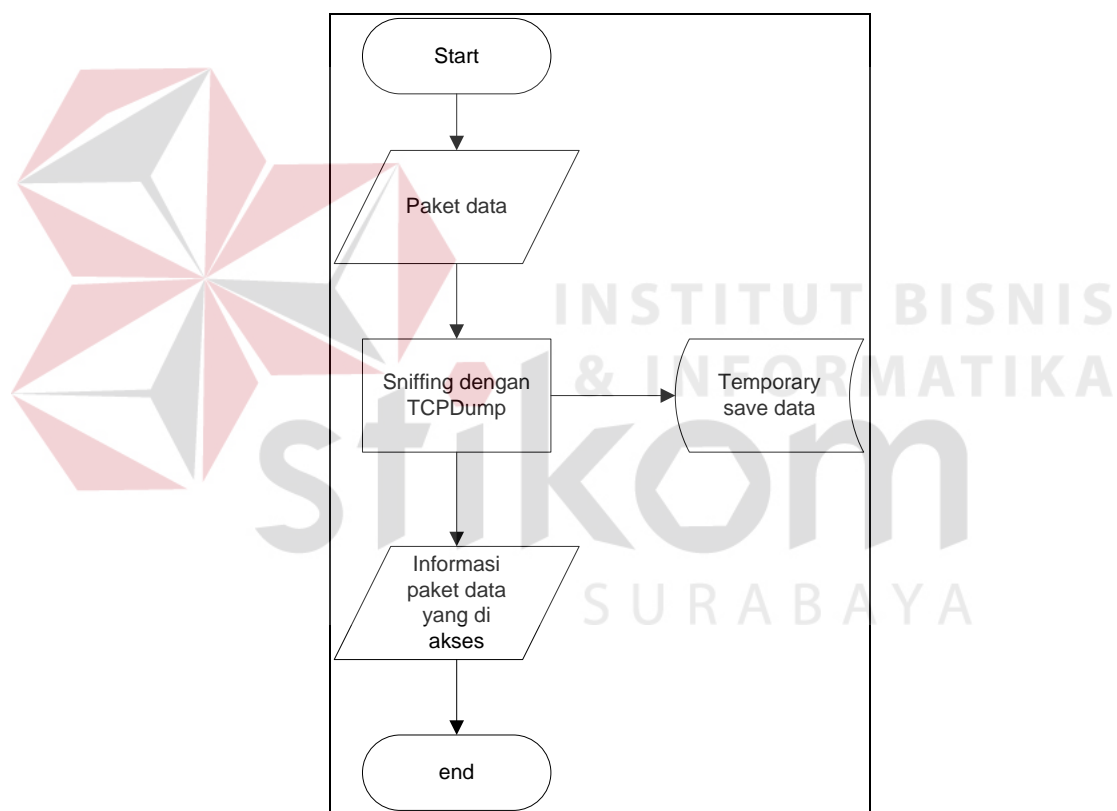 Start
Paket data
Sniffing dengan
TCPDump
Temporary
save data
Informasi
paket data
yang di
akses
end
INSTITUT BISNIS
& INFORMATIKA
stikom
SURABAYA